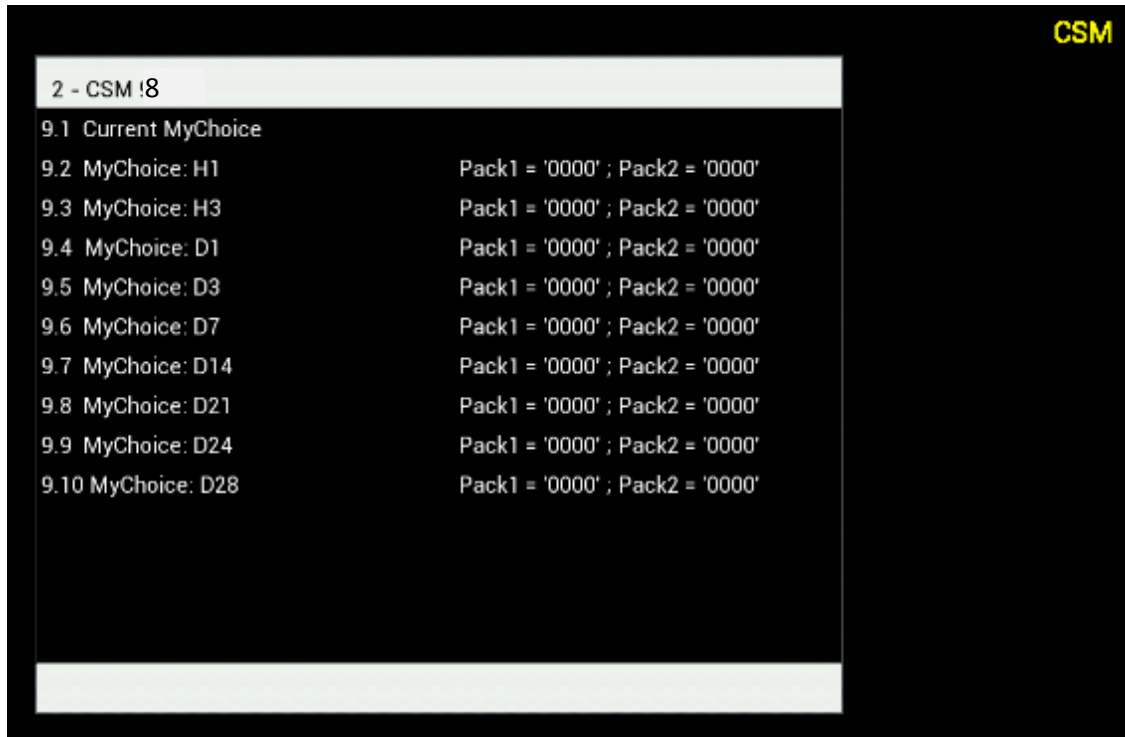 CSM
2 - CSM 8
9.1 Current MyChoice
9.2 MyChoice: H1 Pack1 = '0000' ; Pack2 = '0000'
9.3 MyChoice: H3 Pack1 = '0000' ; Pack2 = '0000'
9.4 MyChoice: D1 Pack1 = '0000' ; Pack2 = '0000'
9.5 MyChoice: D3 Pack1 = '0000' ; Pack2 = '0000'
9.6 MyChoice: D7 Pack1 = '0000' ; Pack2 = '0000'
9.7 MyChoice: D14 Pack1 = '0000' ; Pack2 = '0000'
9.8 MyChoice: D21 Pack1 = '0000' ; Pack2 = '0000'
9.9 MyChoice: D24 Pack1 = '0000' ; Pack2 = '0000'
9.10 MyChoice: D28 Pack1 = '0000' ; Pack2 = '0000'